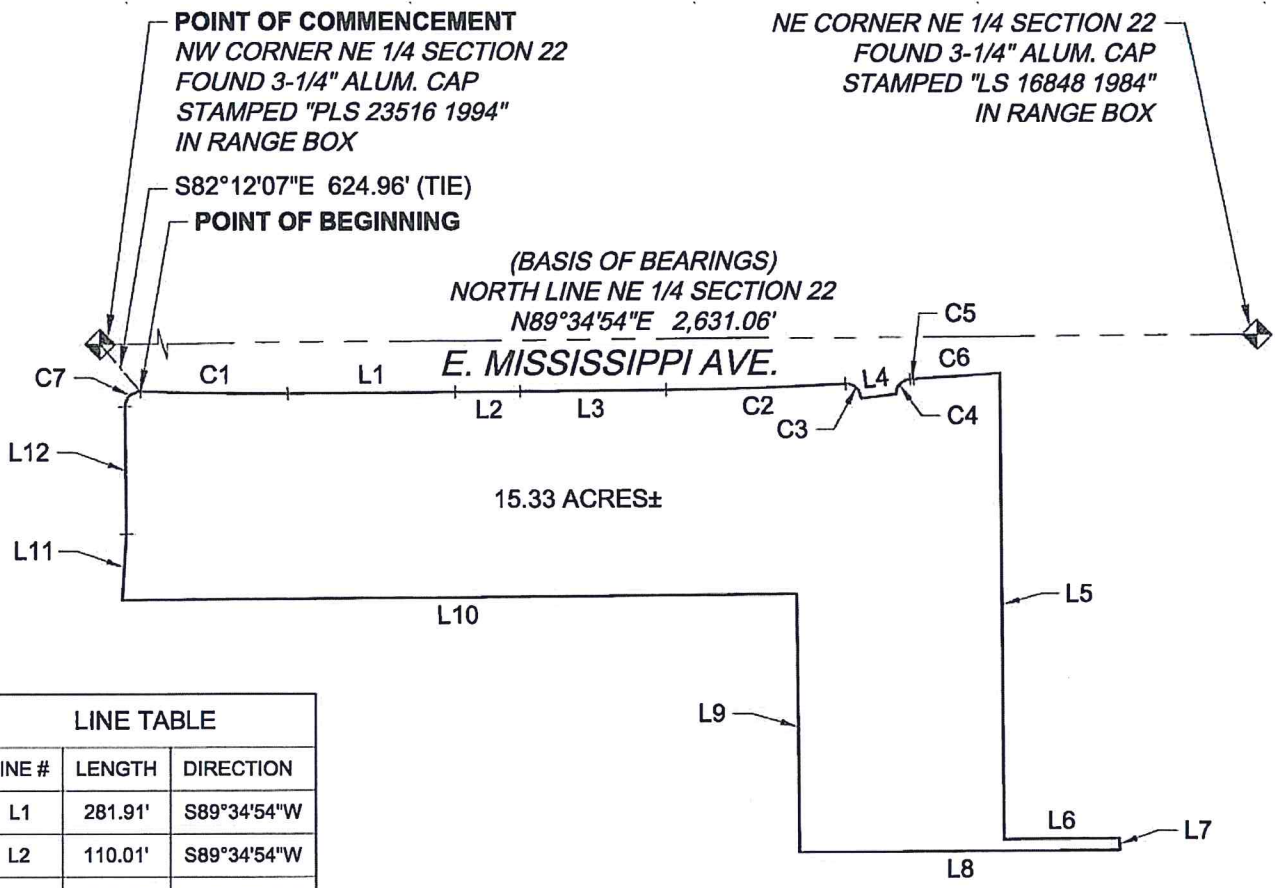 POINT OF COMMENCEMENT
NW CORNER NE 1/4 SECTION 22
FOUND 3-1/4" ALUM. CAP
STAMPED "PLS 23516 1994"
IN RANGE BOX
NE CORNER NE 1/4 SECTION 22
FOUND 3-1/4" ALUM. CAP
STAMPED "LS 16848 1984"
IN RANGE BOX
S82°12'07"E 624.96' (TIE)
POINT OF BEGINNING
(BASIS OF BEARINGS)
NORTH LINE NE 1/4 SECTION 22
N89°34'54"E 2,631.06'
E. MISSISSIPPI AVE.
C5
C6
C7
C1
L1
L2
L3
C2
L4
C3
C4
L12
15.33 ACRES±
L11
L10
L5
L9
L6
L7
L8
LINE TABLE
INE # LENGTH DIRECTION
L1 281.91' S89°34'54"W
L2 110.01' S89°34'54"W